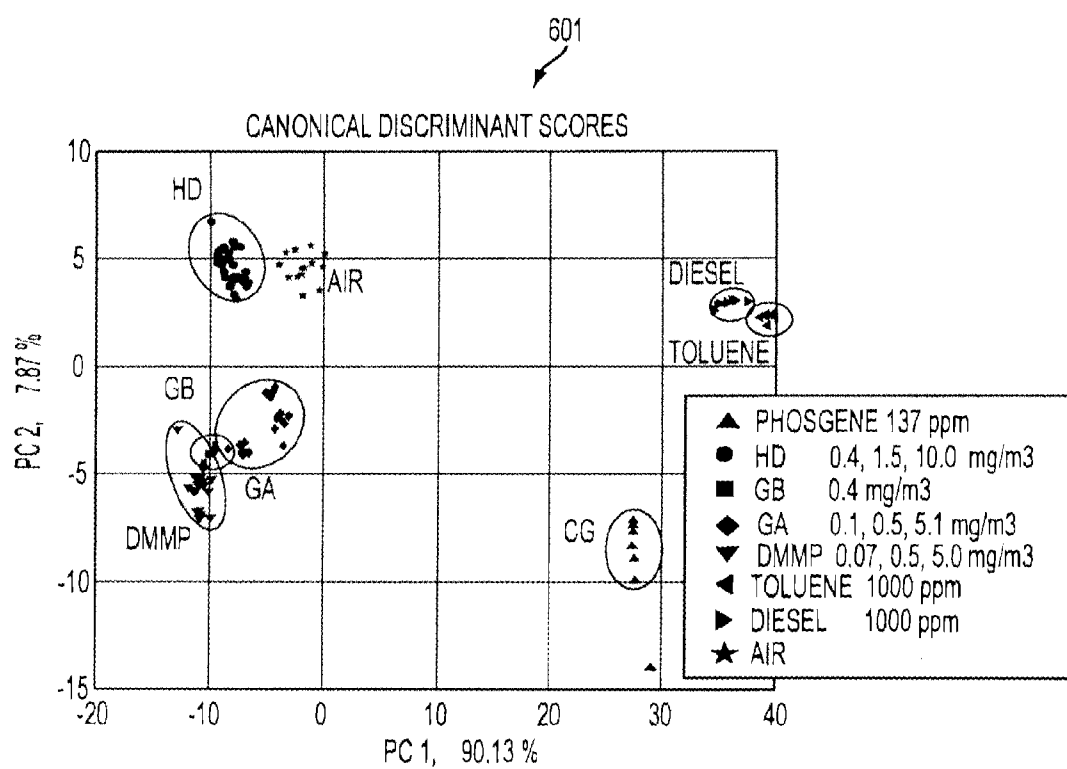 601
CANONICAL DISCRIMINANT SCORES
10
5
0
-5
-10
-15
PC 2, 7.87 %
HD
AIR
DIESEL
TOLUENE
GB
GA
DMMP
CG
PHOSGENE 137 ppm
HD 0.4, 1.5, 10.0 mg/m3
GB 0.4 mg/m3
GA 0.1, 0.5, 5.1 mg/m3
DMMP 0.07, 0.5, 5.0 mg/m3
TOLUENE 1000 ppm
DIESEL 1000 ppm
AIR
-20 -10 0 10 20 30 40
PC 1, 90.13 %